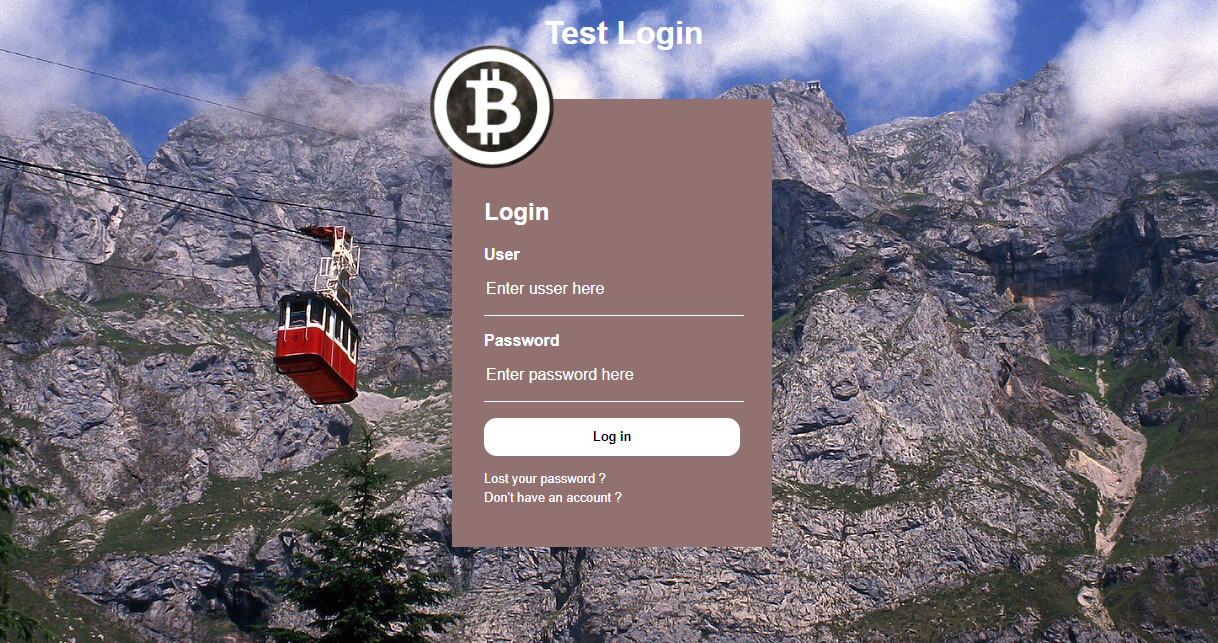 Test Login
Login
User
Enter usser here
Password
Enter password here
Log in
Lost your password ?
Don't have an account ?